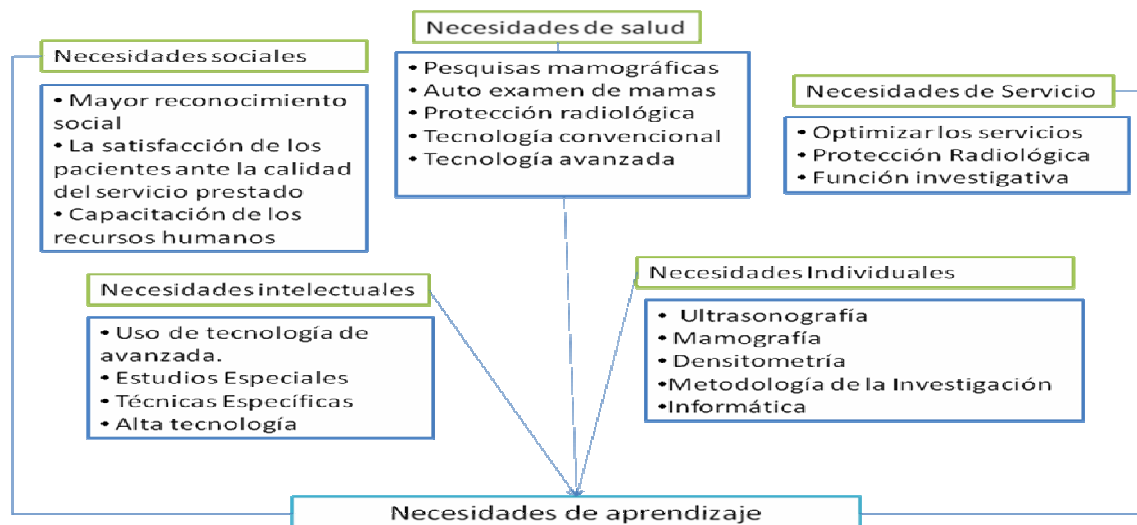 Necesidades de salud
• Pesquisas mamográficas
• Auto examen de mamas
• Protección radiológica
• Tecnología convencional
• Tecnología avanzada
Necesidades sociales
• Mayor reconocimiento
social
• La satisfacción de los
pacientes ante la calidad
del servicio prestado
• Capacitación de los
recursos humanos
Necesidades de Servicio
• Optimizar los servicios
• Protección Radiológica
• Función investigativa
Necesidades intelectuales
• Uso de tecnología de
avanzada.
• Estudios Especiales
• Técnicas Específicas
• Alta tecnología
Necesidades Individuales
• Ultrasonografía
• Mamografía
• Densitometría
•Metodología de la Investigación
•Informática
Necesidades de aprendizaje